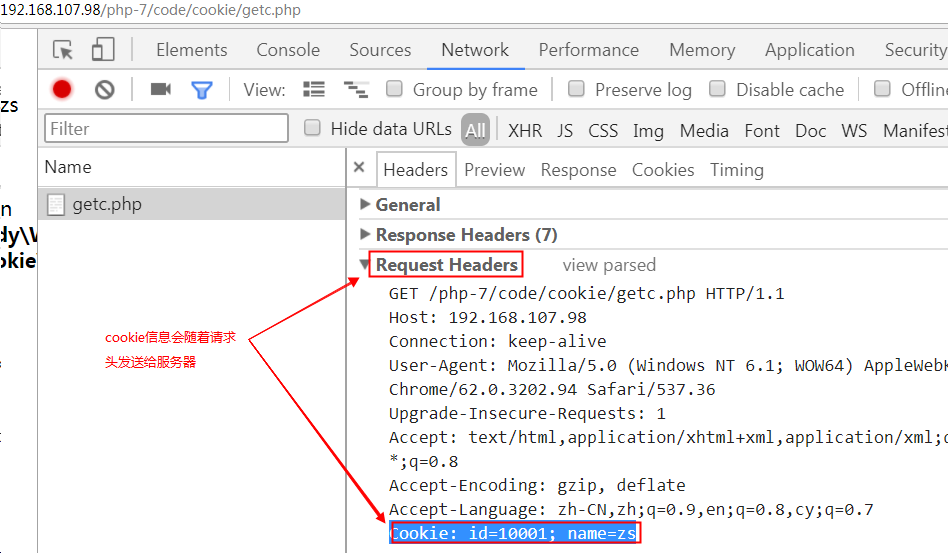 192.168.107.98/php-7/code/cookie/getc.php
Elements Console Sources Network Performance Memory Application Security
View: Group by frame Preserve log Disable cache Offline
Filter Hide data URLs All XHR JS CSS Img Media Font Doc WS Manifest
zs
Name
× Headers Preview Response Cookies Timing
getc.php
n
General
dy\
Response Headers (7)
okie
Request Headers view parsed
GET /php-7/code/cookie/getc.php HTTP/1.1
Host: 192.168.107.98
cookie信息会随着请求
头发送给服务器
Connection: keep-alive
User-Agent: Mozilla/5.0 (Windows NT 6.1; WOW64) AppleWebK
Chrome/62.0.3202.94 Safari/537.36
Upgrade-Insecure-Requests: 1
Accept: text/html,application/xhtml+xml,application/xml;q
*;q=0.8
Accept-Encoding: gzip, deflate
Accept-Language: zh-CN,zh;q=0.9,en;q=0.8,cy;q=0.7
Cookie: id=10001; name=zs